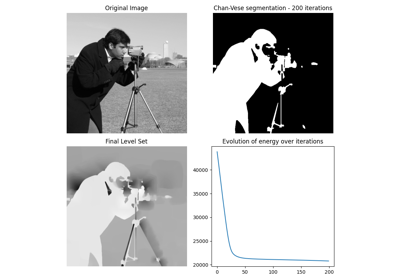 Original Image
Chan-Vese segmentation - 200 iterations
Final Level Set
Evolution of energy over iterations
40000
35000
30000
25000
20000
0 50 100 150 200